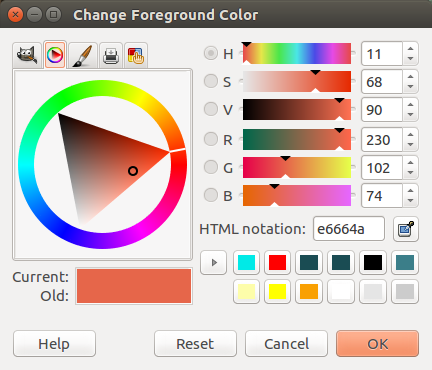 Change Foreground Color
H 11
S 68
V 90
R 230
G 102
B 74
HTML notation: e6664a
Current:
Old:
Help Reset Cancel OK